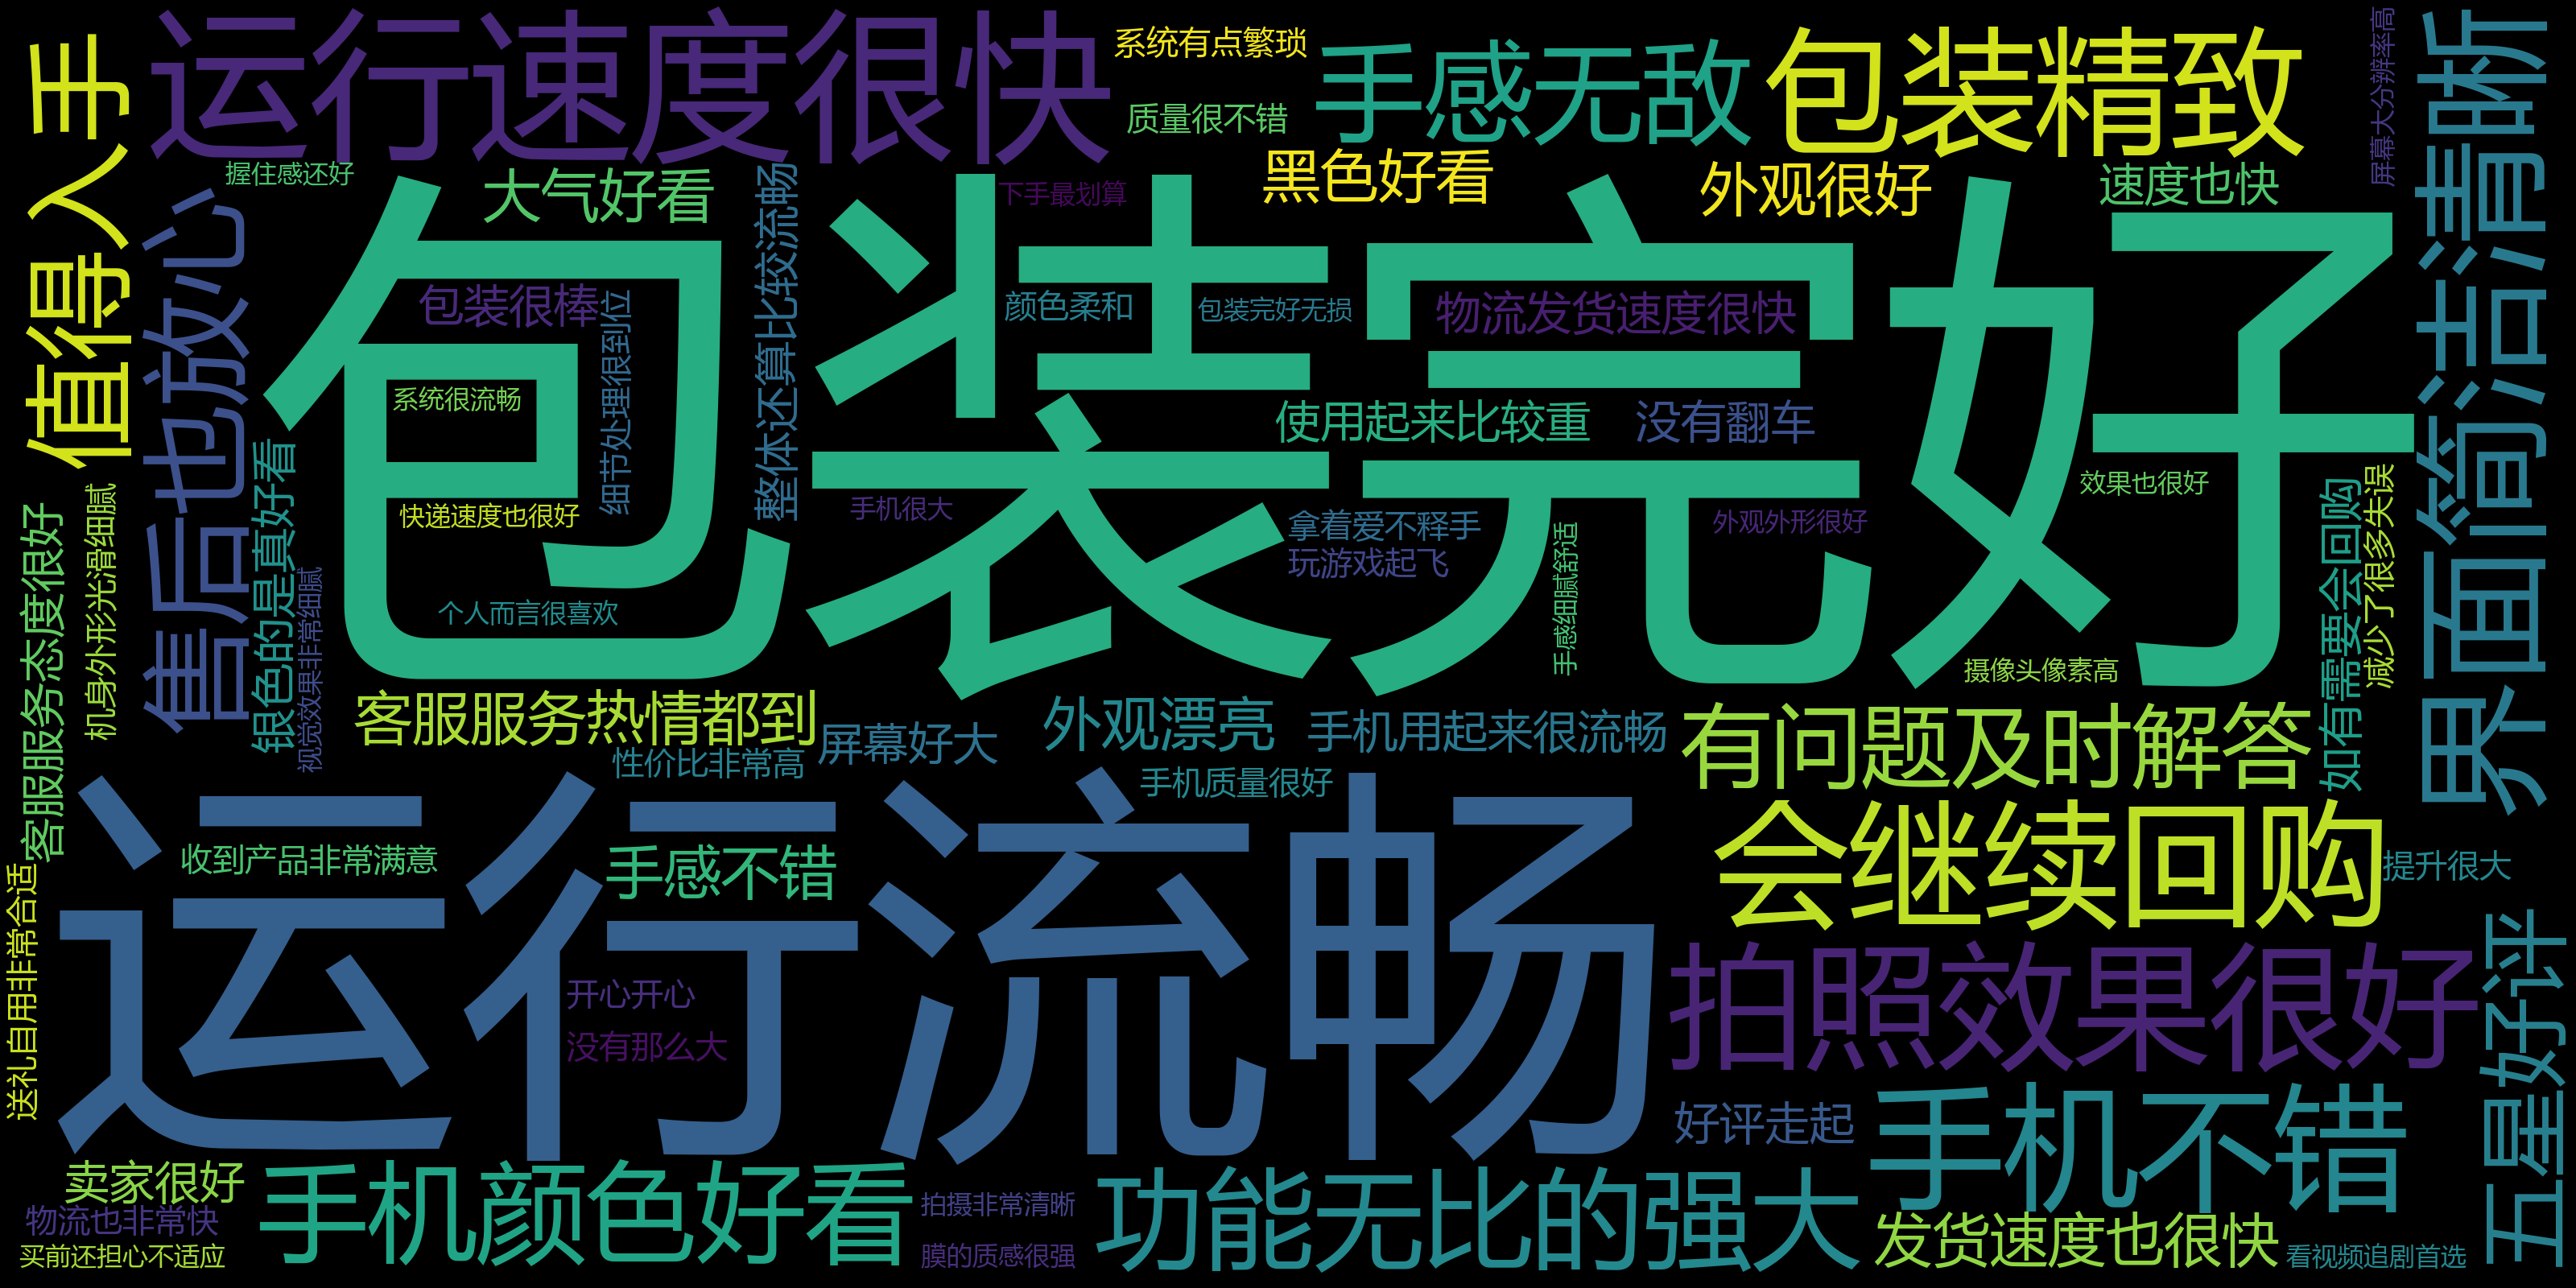 运行速度很快
系统有点繁琐
质量很不错
手感无敌
包装精致
屏幕大分辨率高
界面简洁清晰
值得入手
售后也放心
握住感还好
大气好看
整体还算比较流畅
下手最划算
黑色好看
外观很好
速度也快
包装完好
包装很棒
细节处理很到位
颜色柔和
包装完好无损
物流发货速度很快
系统很流畅
使用起来比较重
没有翻车
银色的是真好看
快递速度也很好
手机很大
拿着爱不释手
玩游戏起飞
手感细腻舒适
外观外形很好
效果也很好
如有需要会回购
减少了很多失误
客服服务态度很好
机身外形光滑细腻
视觉效果非常细腻
个人而言很喜欢
摄像头像素高
客服服务热情都到
性价比非常高
屏幕好大
外观漂亮
手机用起来很流畅
有问题及时解答
手机质量很好
运行流畅
会继续回购
收到产品非常满意
手感不错
提升很大
送礼自用非常合适
开心开心
没有那么大
拍照效果很好
五星好评
好评走起
手机不错
卖家很好
物流也非常快
买前还担心不适应
手机颜色好看
拍摄非常清晰
膜的质感很强
功能无比的强大
发货速度也很快
看视频追剧首选